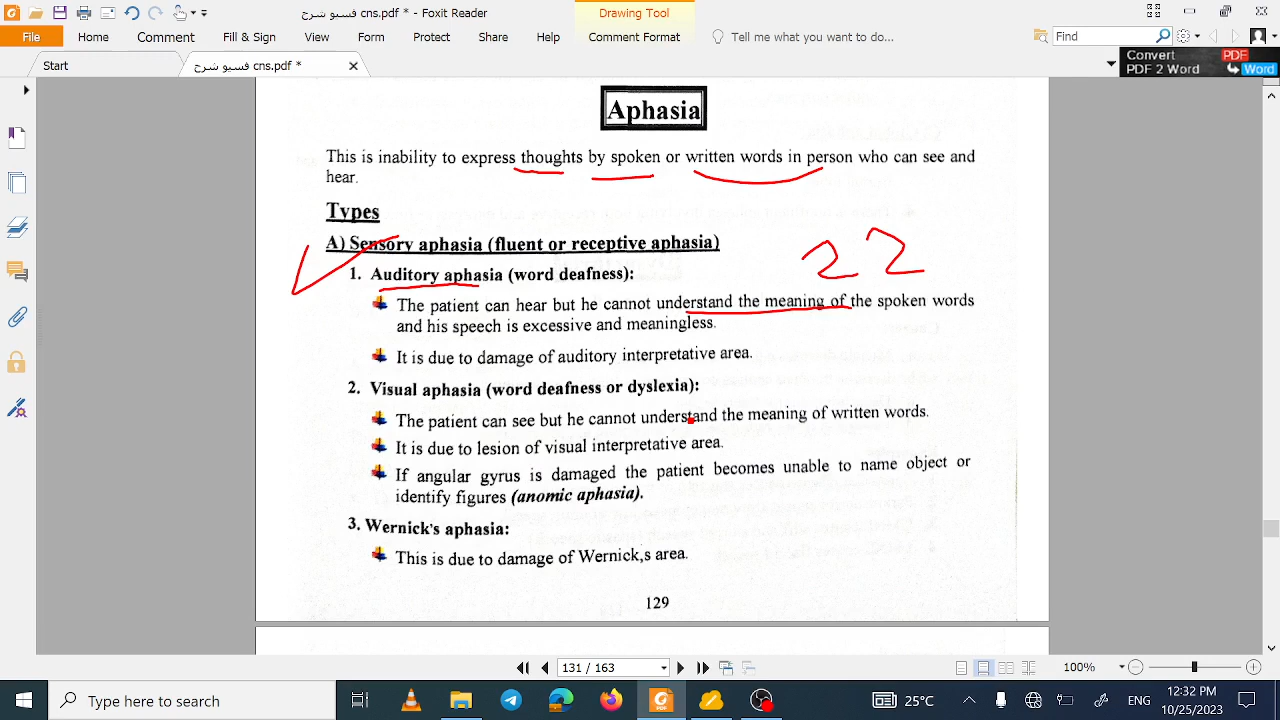 فسيو شرح cns.pdf * - Foxit Reader
Drawing Tool
File Home Comment View Form Protect Share Help Fill & Sign Comment Format Tell me what you want to do... Find
Start فسيو شرح cns.pdf *
Convert PDF
PDF 2 Word Word
Aphasia
This is inability to express thoughts by spoken or written words in person who can see and
hear.
Types
A) Sensory aphasia (fluent or receptive aphasia)
22
1. Auditory aphasia (word deafness):
The patient can hear but he cannot understand the meaning of the spoken words
and his speech is excessive and meaningless.
It is due to damage of auditory interpretative area.
2. Visual aphasia (word deafness or dyslexia):
The patient can see but he cannot understand the meaning of written words.
It is due to lesion of visual interpretative area.
If angular gyrus is damaged the patient becomes unable to name object or
identify figures (anomic aphasia).
3. Wernick's aphasia:
This is due to damage of Wernick,s area.
129
131 / 163 100%
Type here to search 25°C ENG 12:32 PM
10/25/2023